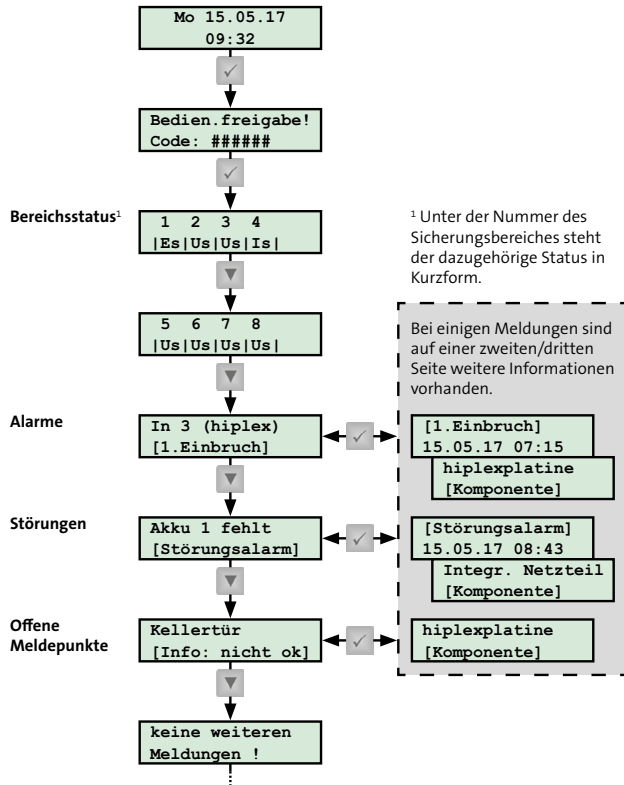 Mo 15.05.17
09:32
Bedien.freigabe!
Code: ######
Bereichsstatus¹
1 2 3 4
|Es|Us|Us|Is|
¹ Unter der Nummer des
Sicherungsbereiches steht
der dazugehörige Status in
Kurzform.
5 6 7 8
|Us|Us|Us|Us|
Bei einigen Meldungen sind
auf einer zweiten/dritten
Seite weitere Informationen
vorhanden.
Alarme
In 3 (hiplex)
[1.Einbruch]
[1.Einbruch]
15.05.17 07:15
hiplexplatine
[Komponente]
Störungen
Akku 1 fehlt
[Störungsalarm]
[Störungsalarm]
15.05.17 08:43
Integr. Netzteil
[Komponente]
Offene
Meldepunkte
Kellertür
[Info: nicht ok]
hiplexplatine
[Komponente]
keine weiteren
Meldungen !